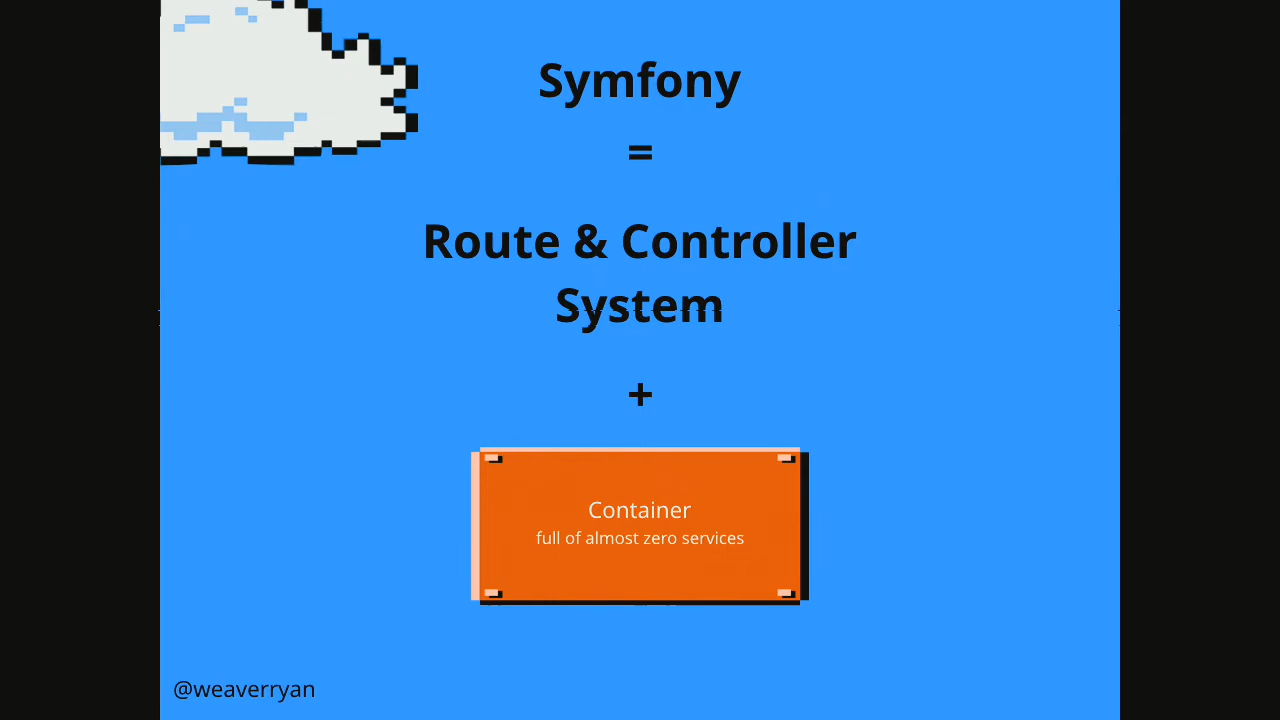 Symfony
=
Route & Controller
System
+
Container
full of almost zero services
@weaverryan